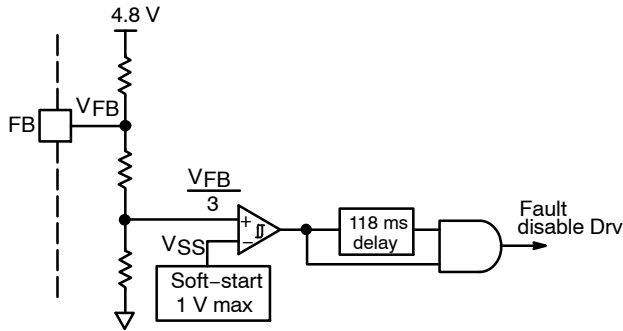 4.8 V
FB
VFB
VFB
3
+
−
VSS
Soft−start
1 V max
118 ms
delay
Fault
disable Drv